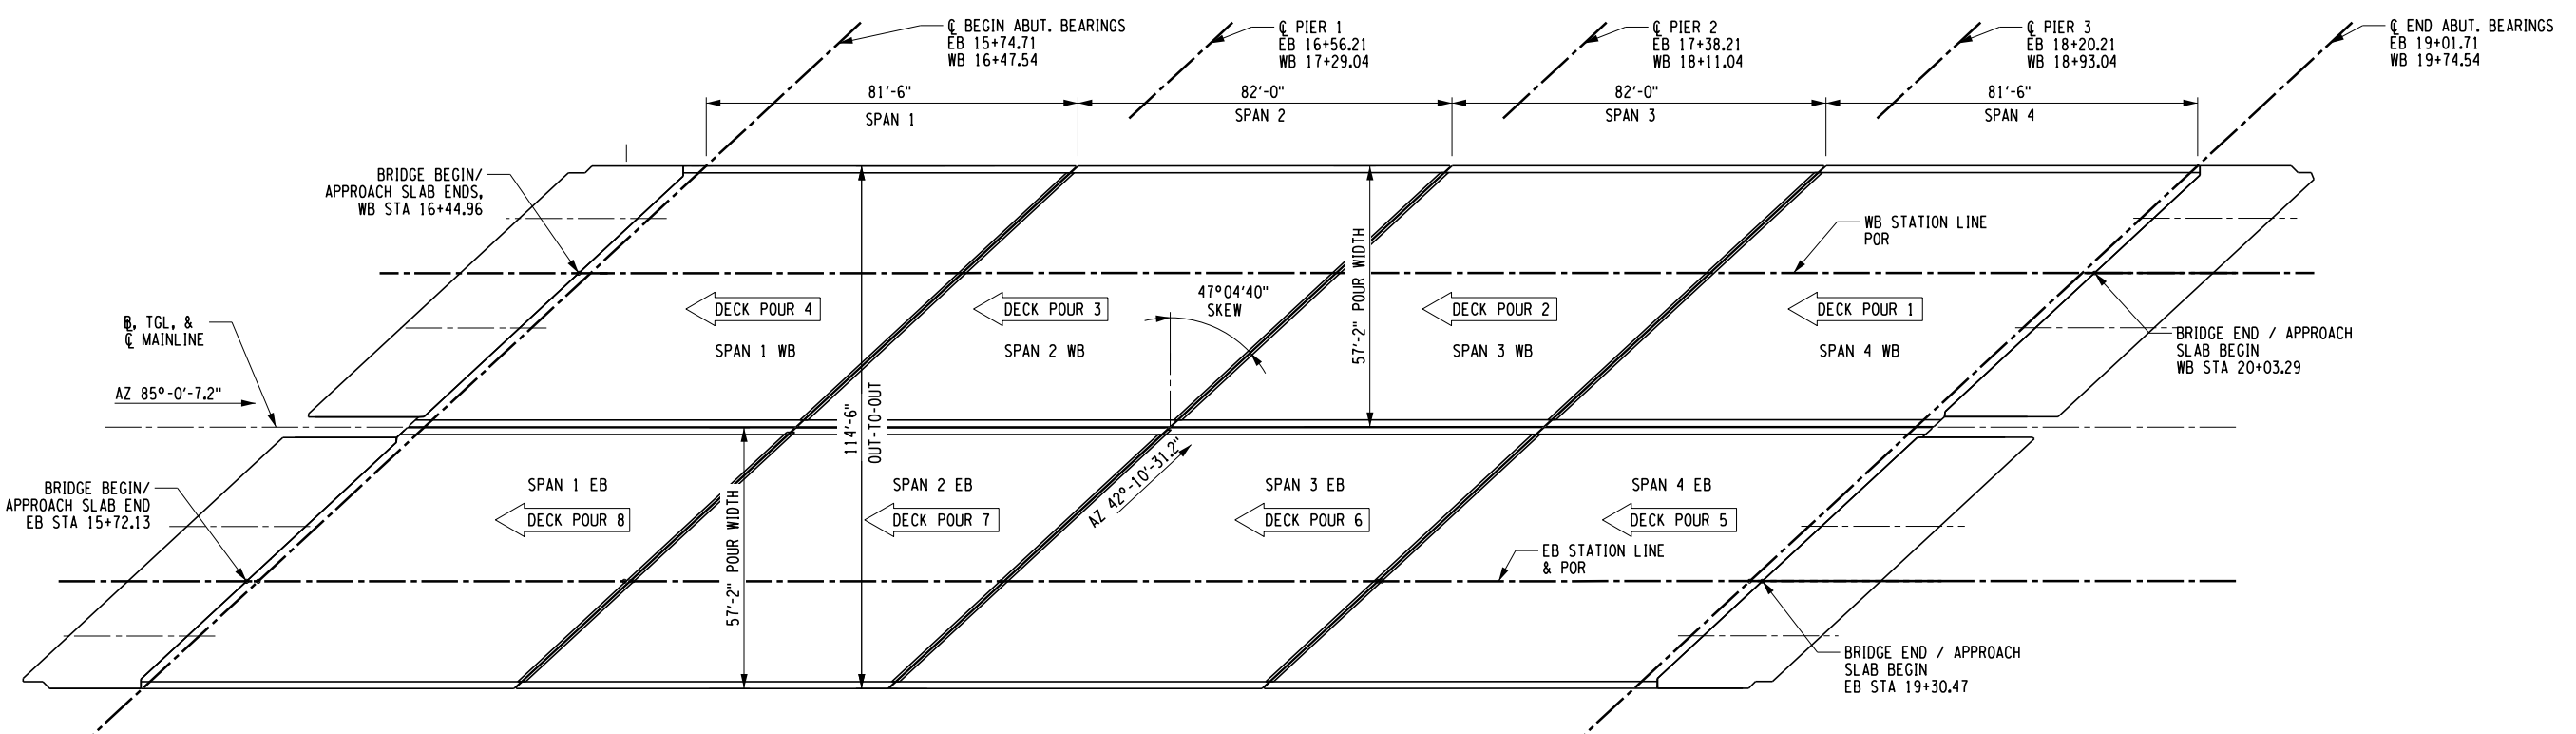 ℄ BEGIN ABUT. BEARINGS
EB 15+74.71
WB 16+47.54
℄ PIER 1
EB 16+56.21
WB 17+29.04
℄ PIER 2
EB 17+38.21
WB 18+11.04
℄ PIER 3
EB 18+20.21
WB 18+93.04
℄ END ABUT. BEARINGS
EB 19+01.71
WB 19+74.54
81'-6"
SPAN 1
82'-0"
SPAN 2
82'-0"
SPAN 3
81'-6"
SPAN 4
BRIDGE BEGIN/
APPROACH SLAB ENDS,
WB STA 16+44.96
WB STATION LINE
POR
57'-2" POUR WIDTH
47°04'40"
SKEW
DECK POUR 4
DECK POUR 3
DECK POUR 2
DECK POUR 1
SPAN 1 WB
SPAN 2 WB
SPAN 3 WB
SPAN 4 WB
BRIDGE END / APPROACH
SLAB BEGIN
WB STA 20+03.29
B, TGL, &
℄ MAINLINE
AZ 85°-0'-7.2"
114'-6"
OUT-TO-OUT
AZ 42°-10'-31.2"
SPAN 1 EB
SPAN 2 EB
SPAN 3 EB
SPAN 4 EB
DECK POUR 8
DECK POUR 7
DECK POUR 6
DECK POUR 5
BRIDGE BEGIN/
APPROACH SLAB END
EB STA 15+72.13
57'-2" POUR WIDTH
EB STATION LINE
& POR
BRIDGE END / APPROACH
SLAB BEGIN
EB STA 19+30.47